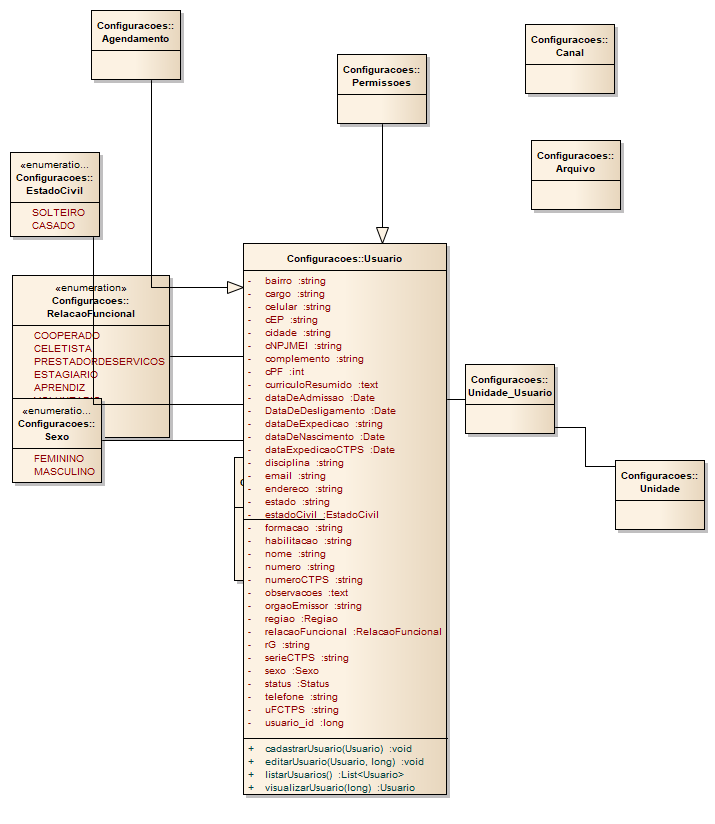 Configuracoes::
Agendamento
Configuracoes::
Canal
Configuracoes::
Permissoes
Configuracoes::
Arquivo
«enumeratio...
Configuracoes::
EstadoCivil
SOLTEIRO
CASADO
«enumeration»
Configuracoes::
RelacaoFuncional
COOPERADO
CELETISTA
PRESTADORDESERVICOS
ESTAGIARIO
APRENDIZ
«enumeratio...
Configuracoes::
Sexo
FEMININO
MASCULINO
Configuracoes::Usuario
- bairro :string
- cargo :string
- celular :string
- cEP :string
- cidade :string
- cNPJMEI :string
- complemento :string
- cPF :int
- curriculoResumido :text
- dataDeAdmissao :Date
- DataDeDesligamento :Date
- dataDeExpedicao :string
- dataDeNascimento :Date
- dataExpedicaoCTPS :Date
- disciplina :string
- email :string
- endereco :string
- estado :string
- estadoCivil :EstadoCivil
- formacao :string
- habilitacao :string
- nome :string
- numero :string
- numeroCTPS :string
- observacoes :text
- orgaoEmissor :string
- regiao :Regiao
- relacaoFuncional :RelacaoFuncional
- rG :string
- serieCTPS :string
- sexo :Sexo
- status :Status
- telefone :string
- uFCTPS :string
- usuario_id :long
+ cadastrarUsuario(Usuario) :void
+ editarUsuario(Usuario, long) :void
+ listarUsuarios() :List<Usuario>
+ visualizarUsuario(long) :Usuario
Configuracoes::
Unidade_Usuario
Configuracoes::
Unidade